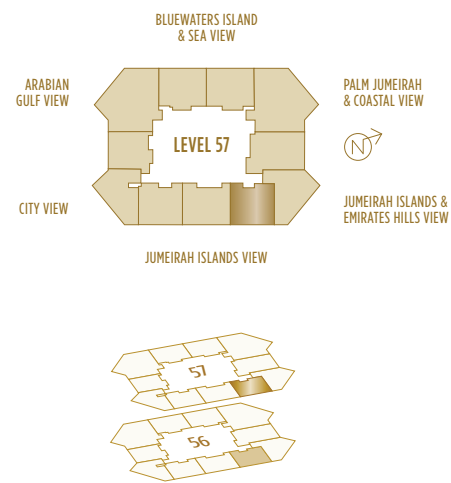 BLUEWATERS ISLAND
& SEA VIEW
ARABIAN
GULF VIEW
PALM JUMEIRAH
& COASTAL VIEW
LEVEL 57
N
CITY VIEW
JUMEIRAH ISLANDS &
EMIRATES HILLS VIEW
JUMEIRAH ISLANDS VIEW
57
56